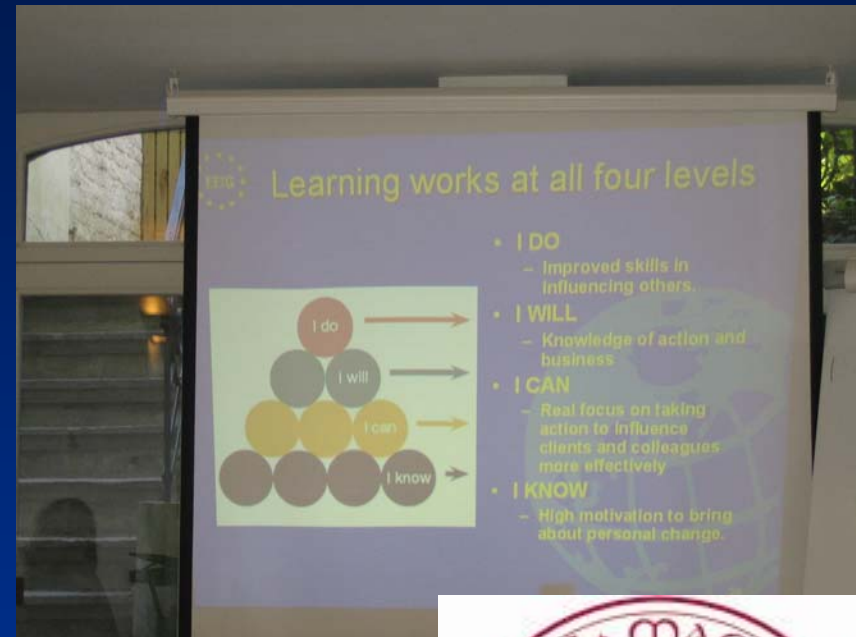 EEIG
Learning works at all four levels
I do
I will
I can
I know
• I DO
– Improved skills in
influencing others.
• I WILL
– Knowledge of action and
business
• I CAN
– Real focus on taking
action to influence
clients and colleagues
more effectively
• I KNOW
– High motivation to bring
about personal change.